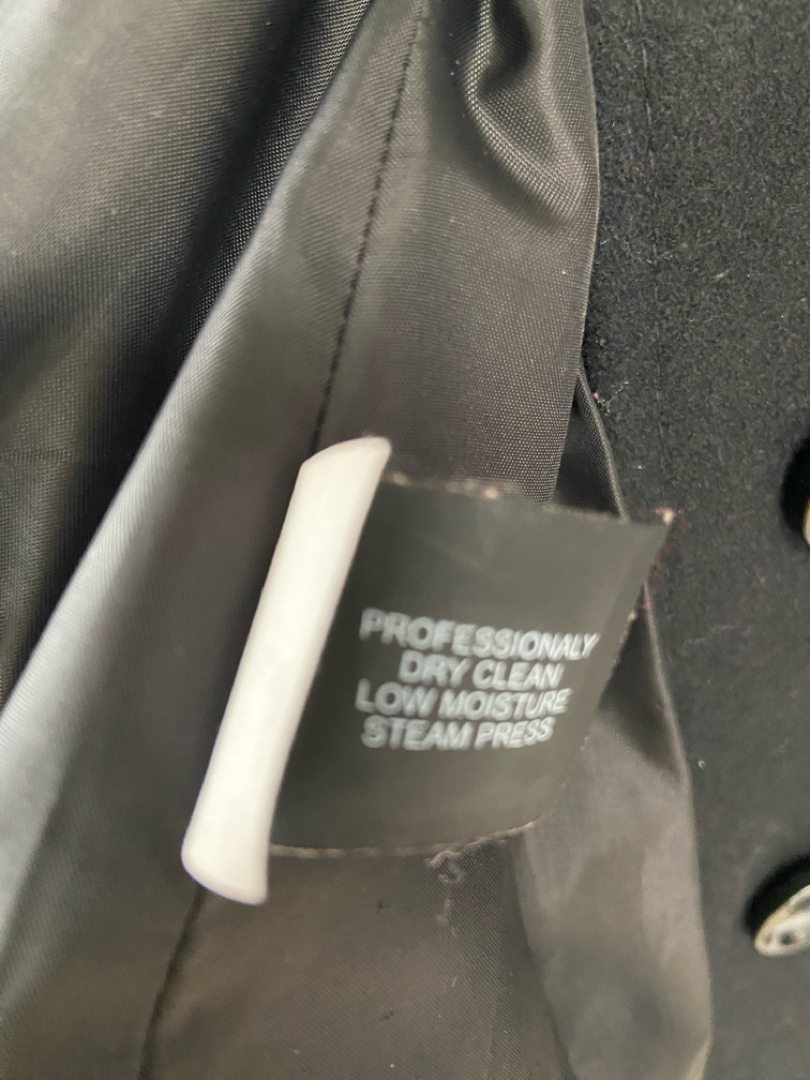 PROFESSIONALY
DRY CLEAN
LOW MOISTURE
STEAM PRESS